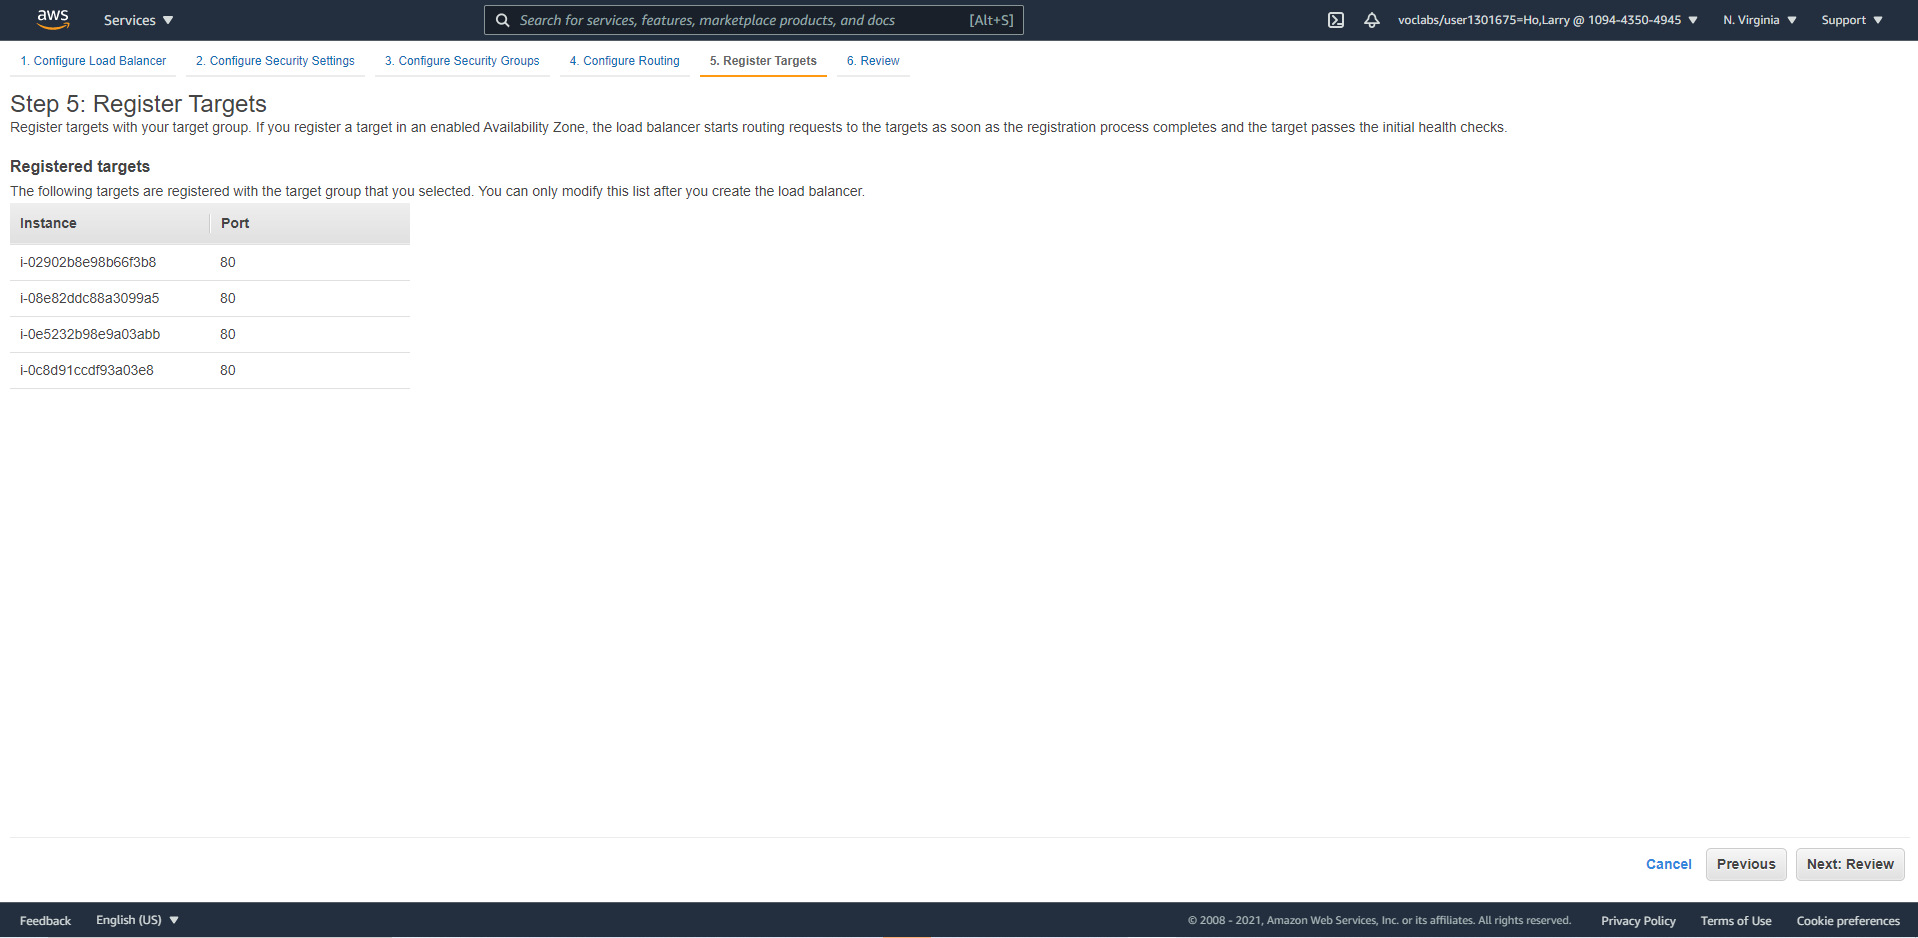 aws Services Search for services, features, marketplace products, and docs [Alt+S] voclabs/user1301675=Ho,Larry @ 1094-4350-4945 N. Virginia Support
1. Configure Load Balancer 2. Configure Security Settings 3. Configure Security Groups 4. Configure Routing 5. Register Targets 6. Review
Step 5: Register Targets
Register targets with your target group. If you register a target in an enabled Availability Zone, the load balancer starts routing requests to the targets as soon as the registration process completes and the target passes the initial health checks.
Registered targets
The following targets are registered with the target group that you selected. You can only modify this list after you create the load balancer.
Instance Port
i-02902b8e98b66f3b8 80
i-08e82ddc88a3099a5 80
i-0e5232b98e9a03abb 80
i-0c8d91ccdf93a03e8 80
Cancel Previous Next: Review
Feedback English (US) © 2008 - 2021, Amazon Web Services, Inc. or its affiliates. All rights reserved. Privacy Policy Terms of Use Cookie preferences